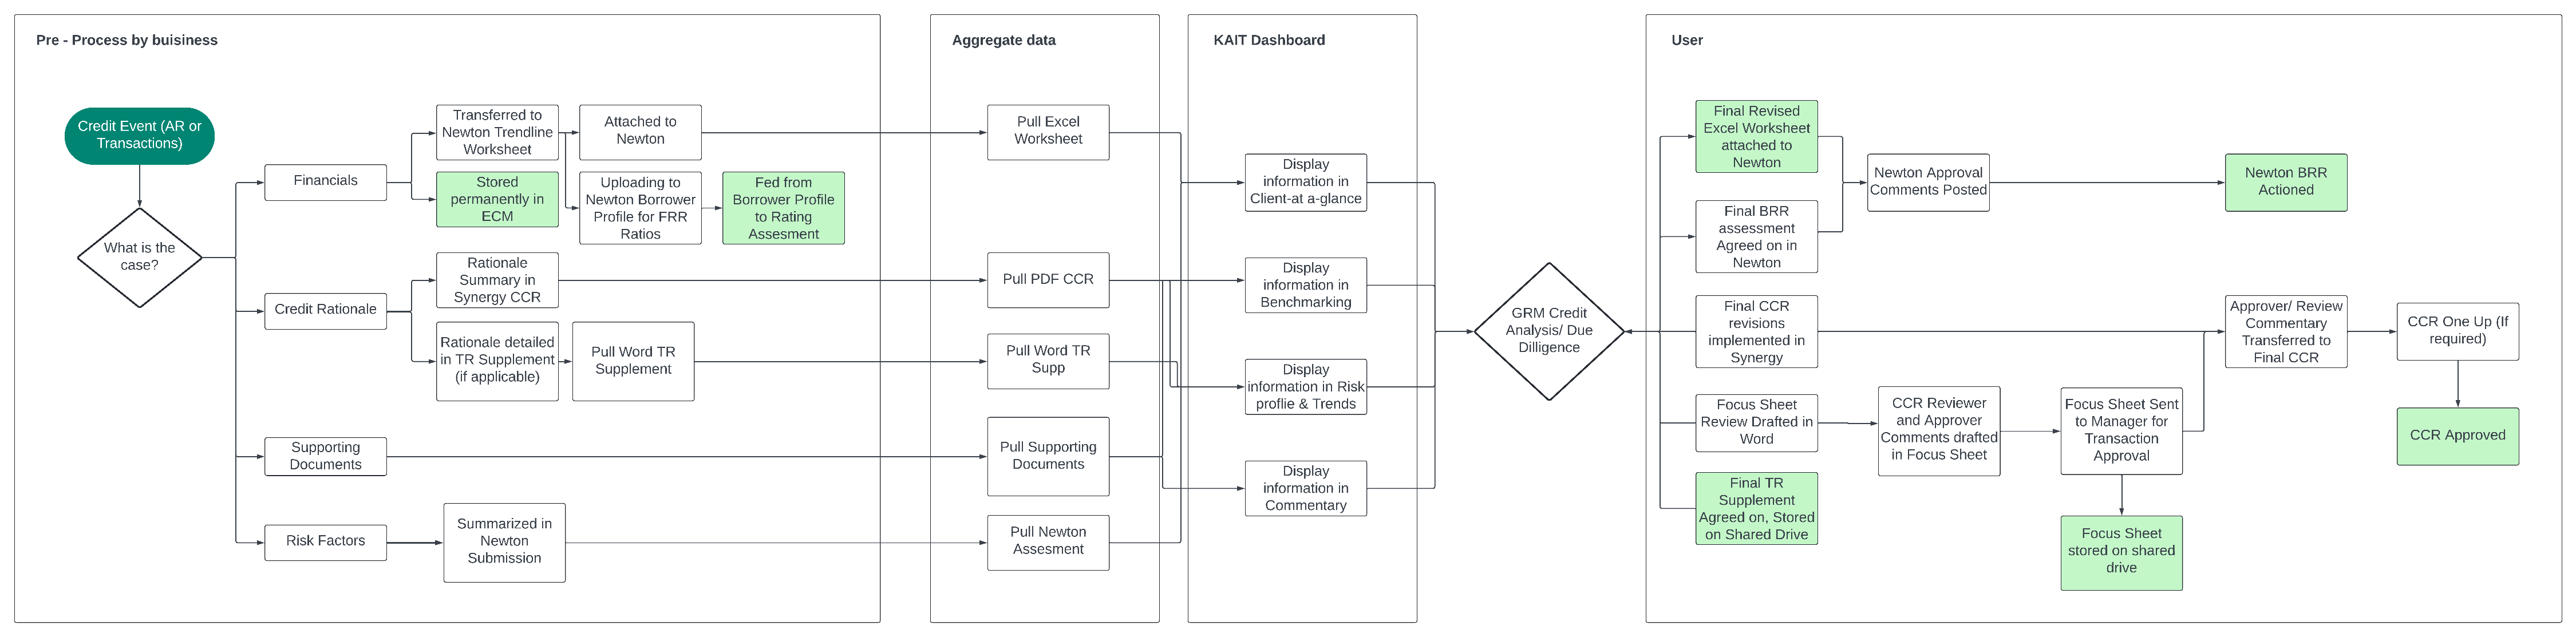 Pre - Process by buisiness
Credit Event (AR or
Transactions)
What is the
case?
Financials
Transferred to
Newton Trendline
Worksheet
Attached to
Newton
Stored
permanently in
ECM
Uploading to
Newton Borrower
Profile for FRR
Ratios
Fed from
Borrower Profile
to Rating
Assesment
Credit Rationale
Rationale
Summary in
Synergy CCR
Rationale detailed
in TR Supplement
(if applicable)
Pull Word TR
Supplement
Supporting
Documents
Risk Factors
Summarized in
Newton
Submission
Aggregate data
Pull Excel
Worksheet
Pull PDF CCR
Pull Word TR
Supp
Pull Supporting
Documents
Pull Newton
Assesment
KAIT Dashboard
Display
information in
Client-at a-glance
Display
information in
Benchmarking
Display
information in Risk
proflie & Trends
Display
information in
Commentary
GRM Credit
Analysis/ Due
Dilligence
User
Final Revised
Excel Worksheet
attached to
Newton
Final BRR
assessment
Agreed on in
Newton
Newton Approval
Comments Posted
Newton BRR
Actioned
Final CCR
revisions
implemented in
Synergy
Approver/ Review
Commentary
Transferred to
Final CCR
CCR One Up (If
required)
Focus Sheet
Review Drafted in
Word
CCR Reviewer
and Approver
Comments drafted
in Focus Sheet
Focus Sheet Sent
to Manager for
Transaction
Approval
CCR Approved
Final TR
Supplement
Agreed on, Stored
on Shared Drive
Focus Sheet
stored on shared
drive